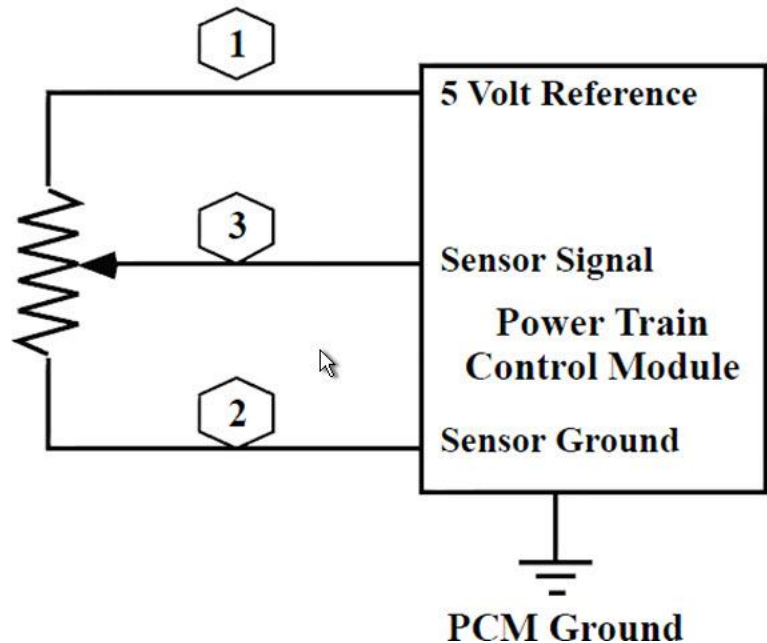 1
5 Volt Reference
3
Sensor Signal
Power Train
Control Module
2
Sensor Ground
PCM Ground